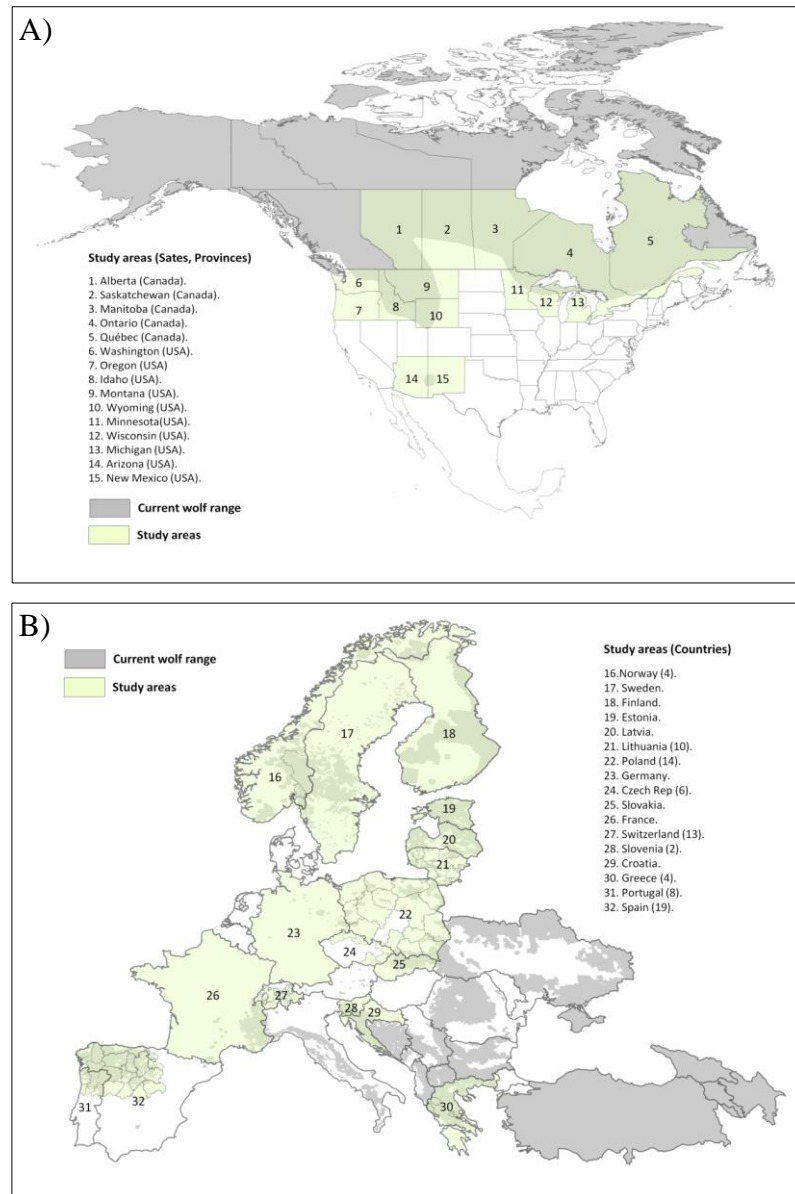 A)
1
2
3
4
5
6
7
8
9
10
11
12
13
14
15
Study areas (Sates, Provinces)
1. Alberta (Canada).
2. Saskatchewan (Canada).
3. Manitoba (Canada).
4. Ontario (Canada).
5. Québec (Canada).
6. Washington (USA).
7. Oregon (USA)
8. Idaho (USA).
9. Montana (USA).
10. Wyoming (USA).
11. Minnesota(USA).
12. Wisconsin (USA).
13. Michigan (USA).
14. Arizona (USA).
15. New Mexico (USA).
Current wolf range
Study areas
B)
Current wolf range
Study areas
Study areas (Countries)
16.Norway (4).
17. Sweden.
18. Finland.
19. Estonia.
20. Latvia.
21. Lithuania (10).
22. Poland (14).
23. Germany.
24. Czech Rep (6).
25. Slovakia.
26. France.
27. Switzerland (13).
28. Slovenia (2).
29. Croatia.
30. Greece (4).
31. Portugal (8).
32. Spain (19).
16
17
18
19
20
21
22
23
24
25
26
27
28
29
30
31
32